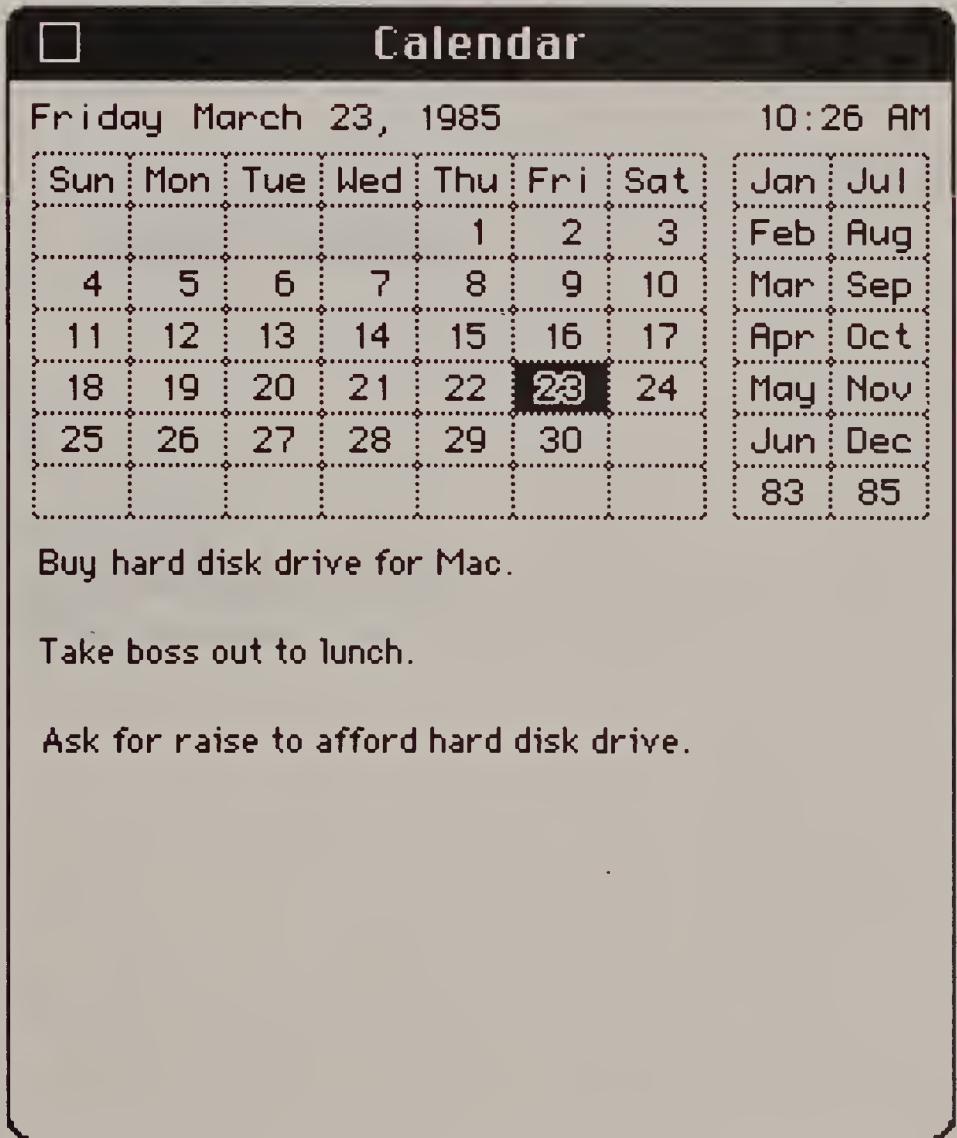 Calendar
Friday March 23, 1985 10:26 AM
Sun Mon Tue Wed Thu Fri Sat Jan Jul
1 2 3 Feb Aug
4 5 6 7 8 9 10 Mar Sep
11 12 13 14 15 16 17 Apr Oct
18 19 20 21 22 23 24 May Nov
25 26 27 28 29 30 Jun Dec
83 85
Buy hard disk drive for Mac.
Take boss out to lunch.
Ask for raise to afford hard disk drive.